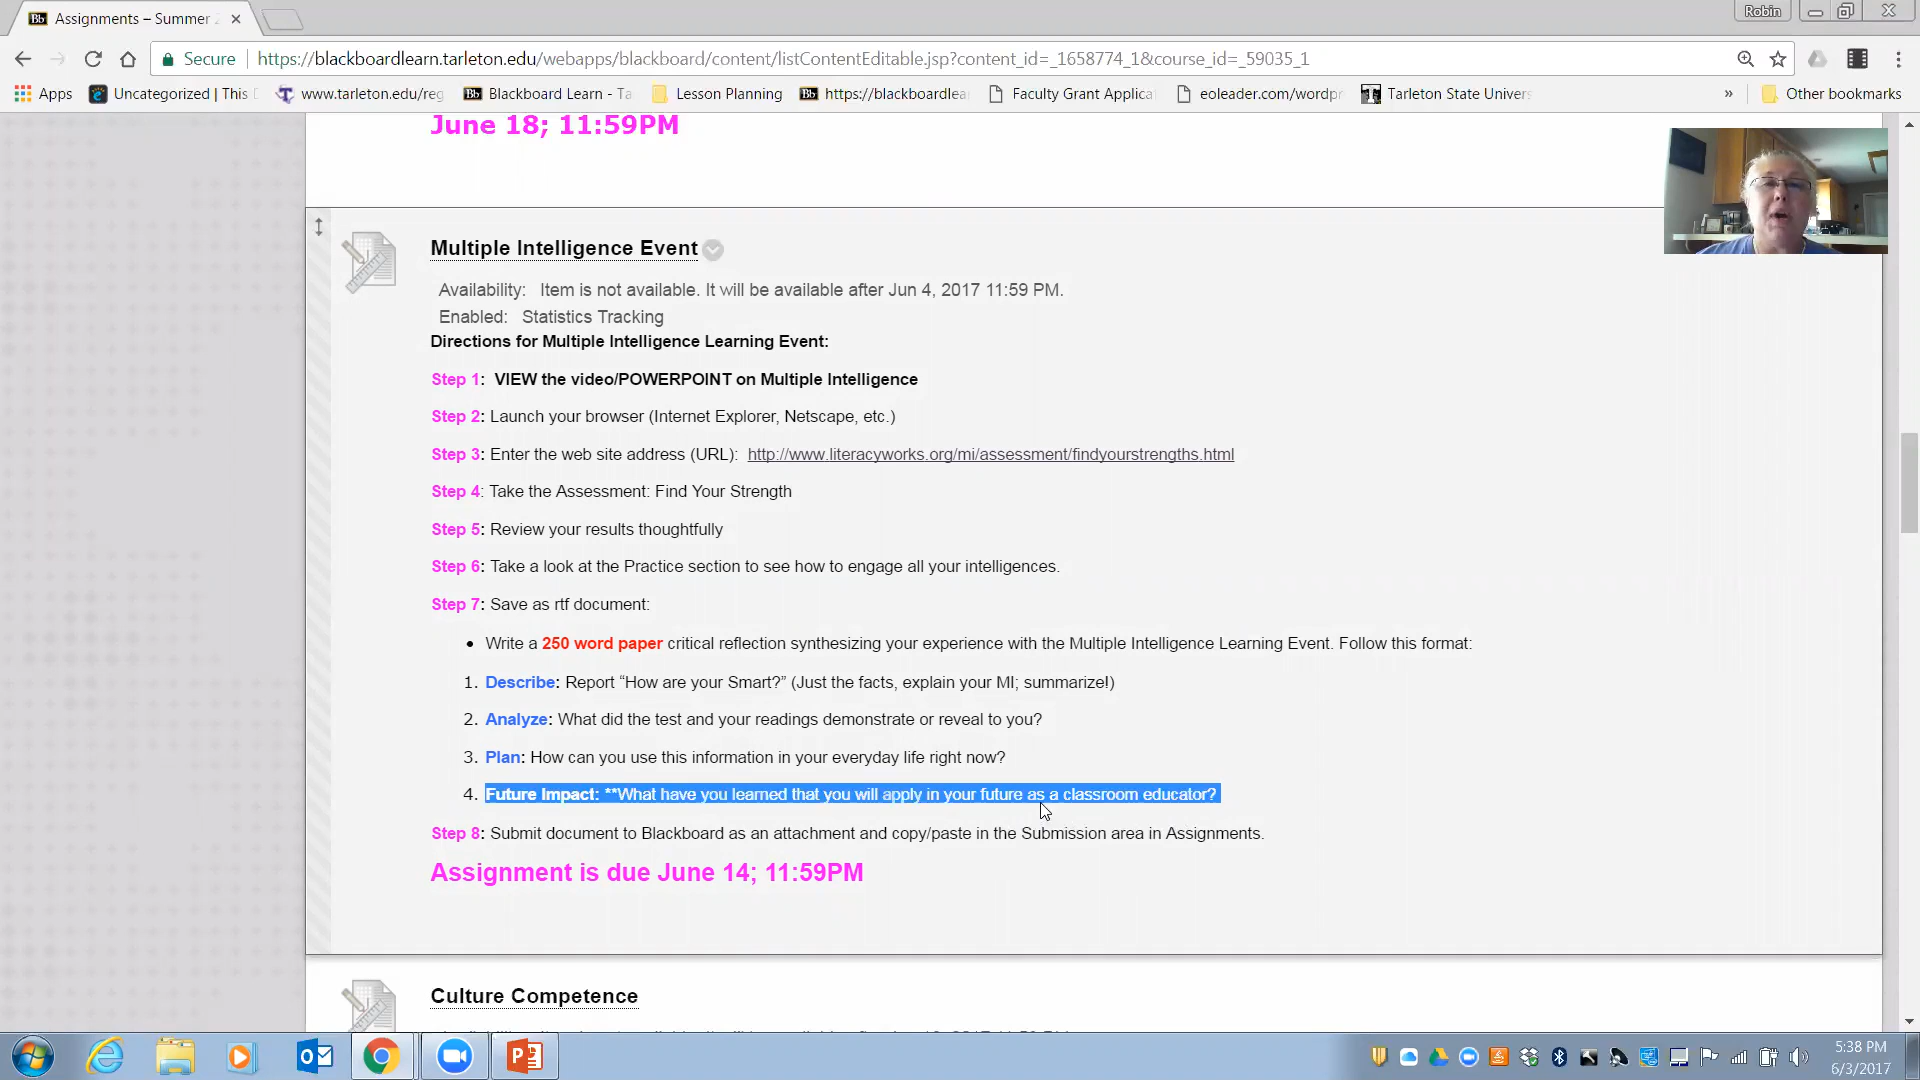 Assignments – Summer
Robin
Secure https://blackboardlearn.tarleton.edu/webapps/blackboard/content/listContentEditable.jsp?content_id=_1658774_1&course_id=_59035_1
Apps Uncategorized | This www.tarleton.edu/reg Blackboard Learn - Ta Lesson Planning https://blackboardlea Faculty Grant Applica eoleader.com/wordpr Tarleton State Univers » Other bookmarks
June 18; 11:59PM
Multiple Intelligence Event
Availability: Item is not available. It will be available after Jun 4, 2017 11:59 PM.
Enabled: Statistics Tracking
Directions for Multiple Intelligence Learning Event:
Step 1: VIEW the video/POWERPOINT on Multiple Intelligence
Step 2: Launch your browser (Internet Explorer, Netscape, etc.)
Step 3: Enter the web site address (URL): http://www.literacyworks.org/mi/assessment/findyourstrengths.html
Step 4: Take the Assessment: Find Your Strength
Step 5: Review your results thoughtfully
Step 6: Take a look at the Practice section to see how to engage all your intelligences.
Step 7: Save as rtf document:
• Write a 250 word paper critical reflection synthesizing your experience with the Multiple Intelligence Learning Event. Follow this format:
1. Describe: Report “How are your Smart?” (Just the facts, explain your MI; summarize!)
2. Analyze: What did the test and your readings demonstrate or reveal to you?
3. Plan: How can you use this information in your everyday life right now?
4. Future Impact: **What have you learned that you will apply in your future as a classroom educator?
Step 8: Submit document to Blackboard as an attachment and copy/paste in the Submission area in Assignments.
Assignment is due June 14; 11:59PM
Culture Competence
5:38 PM
6/3/2017